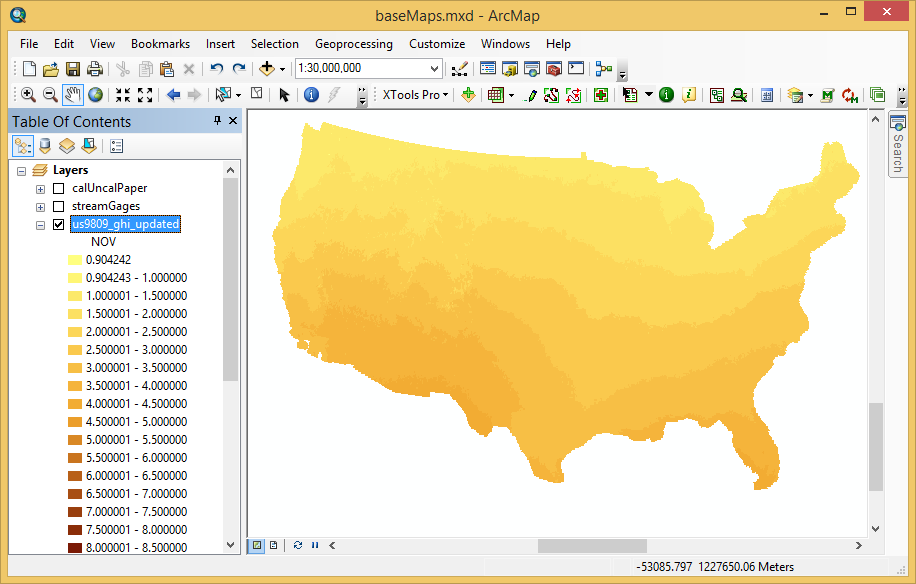 baseMaps.mxd - ArcMap
File Edit View Bookmarks Insert Selection Geoprocessing Customize Windows Help
1:30,000,000
XTools Pro
Table Of Contents
Search
Layers
calUncalPaper
streamGages
us9809_ghi_updated
NOV
0.904242
0.904243 - 1.000000
1.000001 - 1.500000
1.500001 - 2.000000
2.000001 - 2.500000
2.500001 - 3.000000
3.000001 - 3.500000
3.500001 - 4.000000
4.000001 - 4.500000
4.500001 - 5.000000
5.000001 - 5.500000
5.500001 - 6.000000
6.000001 - 6.500000
6.500001 - 7.000000
7.000001 - 7.500000
7.500001 - 8.000000
8.000001 - 8.500000
-53085.797 1227650.06 Meters